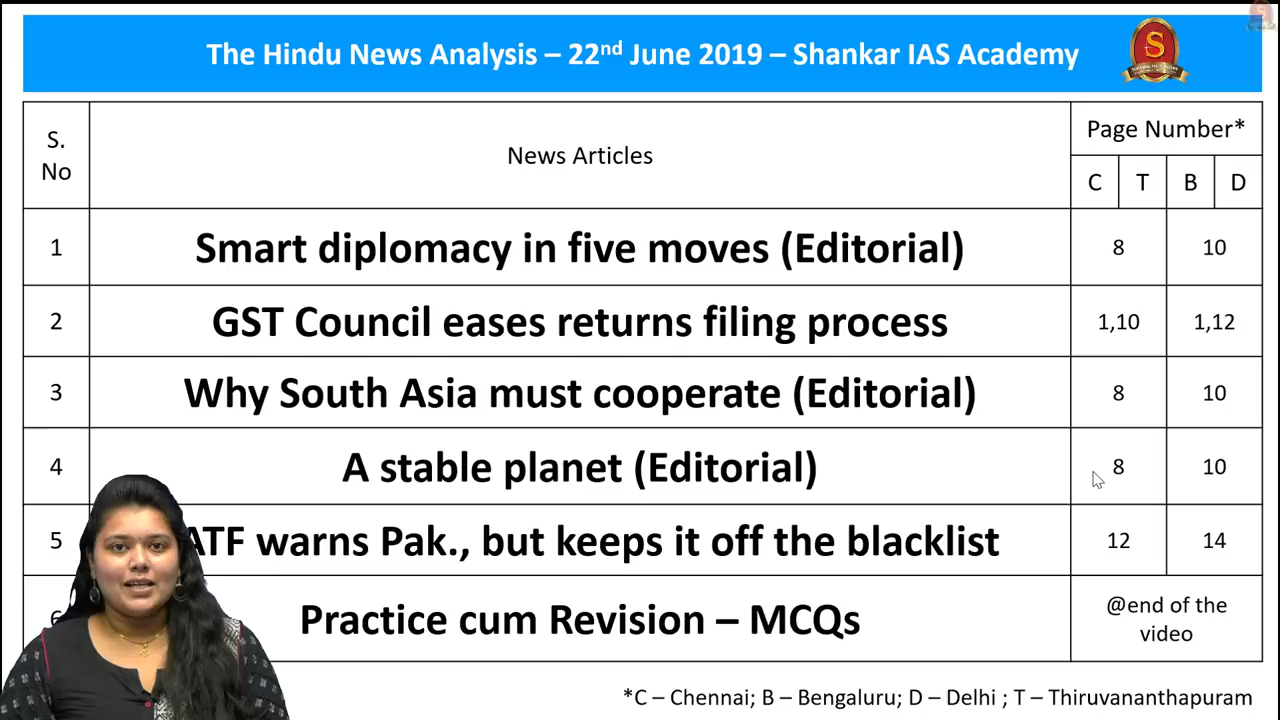 The Hindu News Analysis – 22nd June 2019 – Shankar IAS Academy
S. No
News Articles
Page Number*
C T B D
1 Smart diplomacy in five moves (Editorial) 8 10
2 GST Council eases returns filing process 1,10 1,12
3 Why South Asia must cooperate (Editorial) 8 10
4 A stable planet (Editorial) 8 10
5 ATF warns Pak., but keeps it off the blacklist 12 14
6 Practice cum Revision – MCQs @end of the video
*C – Chennai; B – Bengaluru; D – Delhi ; T – Thiruvananthapuram